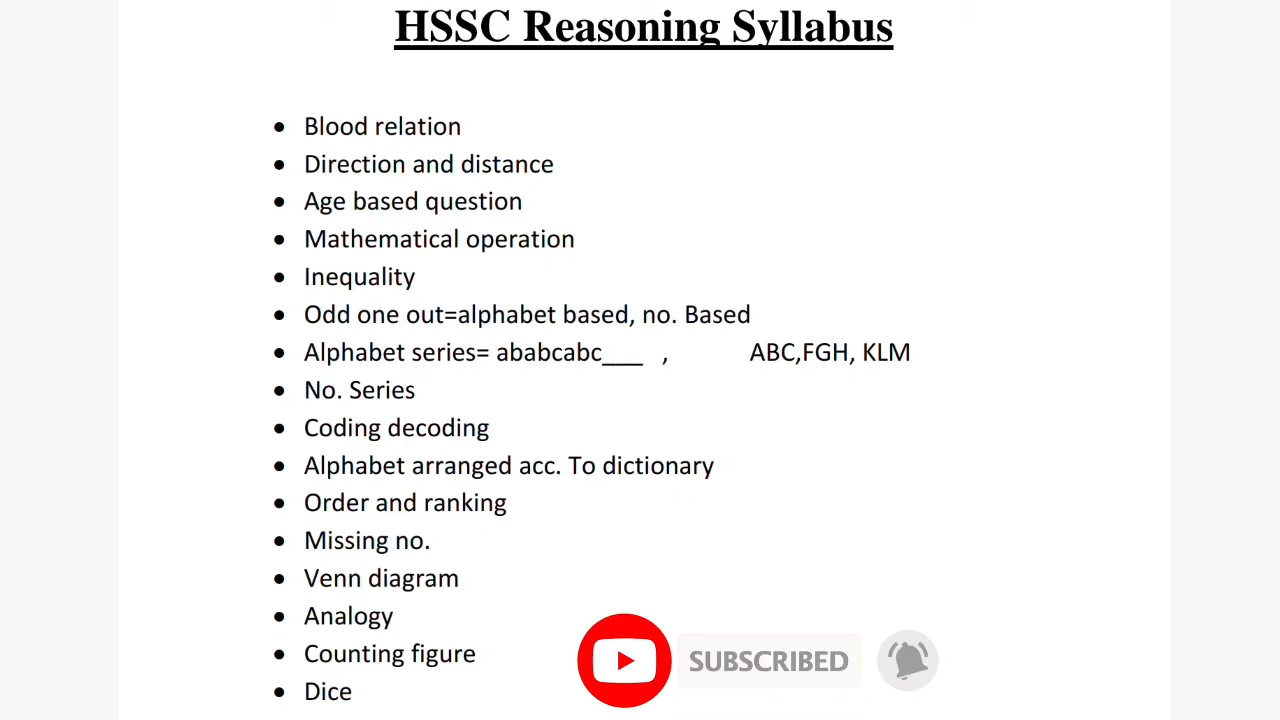 HSSC Reasoning Syllabus
• Blood relation
• Direction and distance
• Age based question
• Mathematical operation
• Inequality
• Odd one out=alphabet based, no. Based
• Alphabet series= ababcabc___ , ABC,FGH, KLM
• No. Series
• Coding decoding
• Alphabet arranged acc. To dictionary
• Order and ranking
• Missing no.
• Venn diagram
• Analogy
• Counting figure
• Dice
SUBSCRIBED